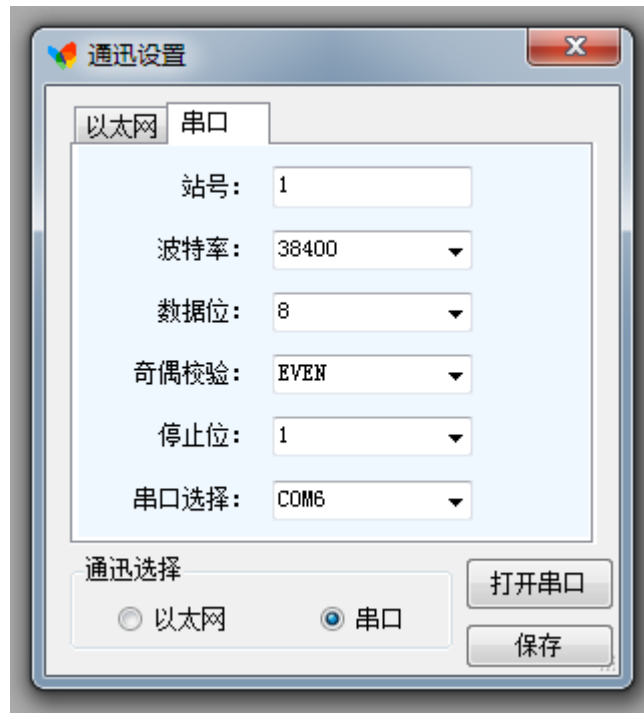 通讯设置
以太网 串口
站号: 1
波特率: 38400
数据位: 8
奇偶校验: EVEN
停止位: 1
串口选择: COM6
通讯选择
以太网 串口
打开串口
保存